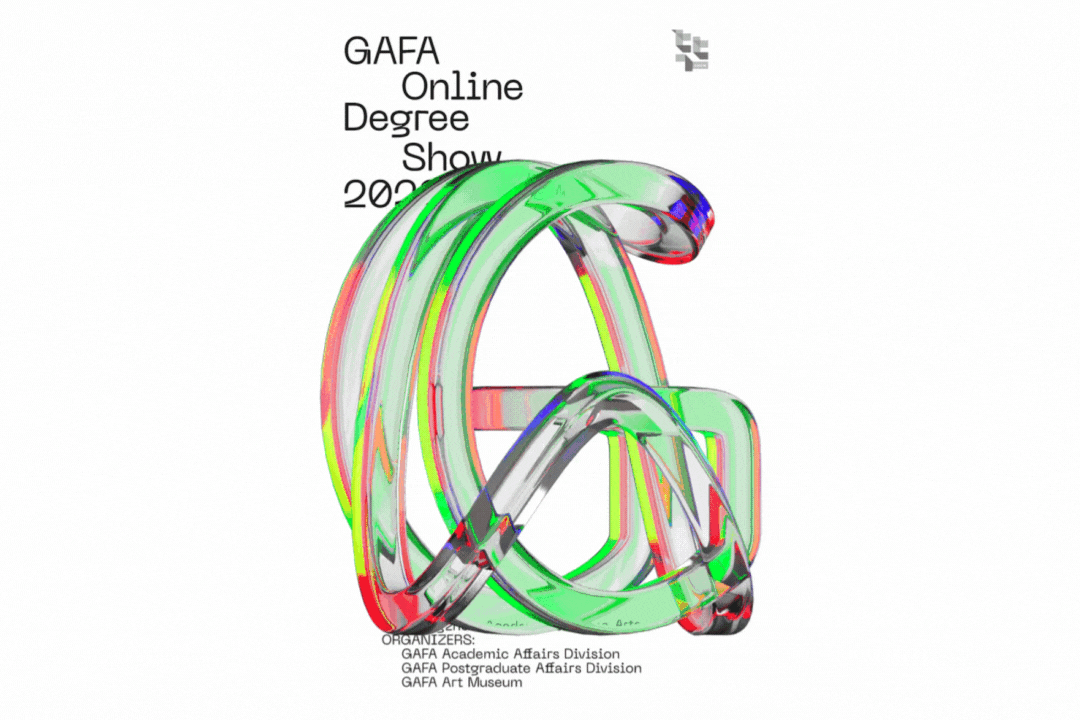 GAFA
Online
Degree
Show
ORGANIZERS:
GAFA Academic Affairs Division
GAFA Postgraduate Affairs Division
GAFA Art Museum